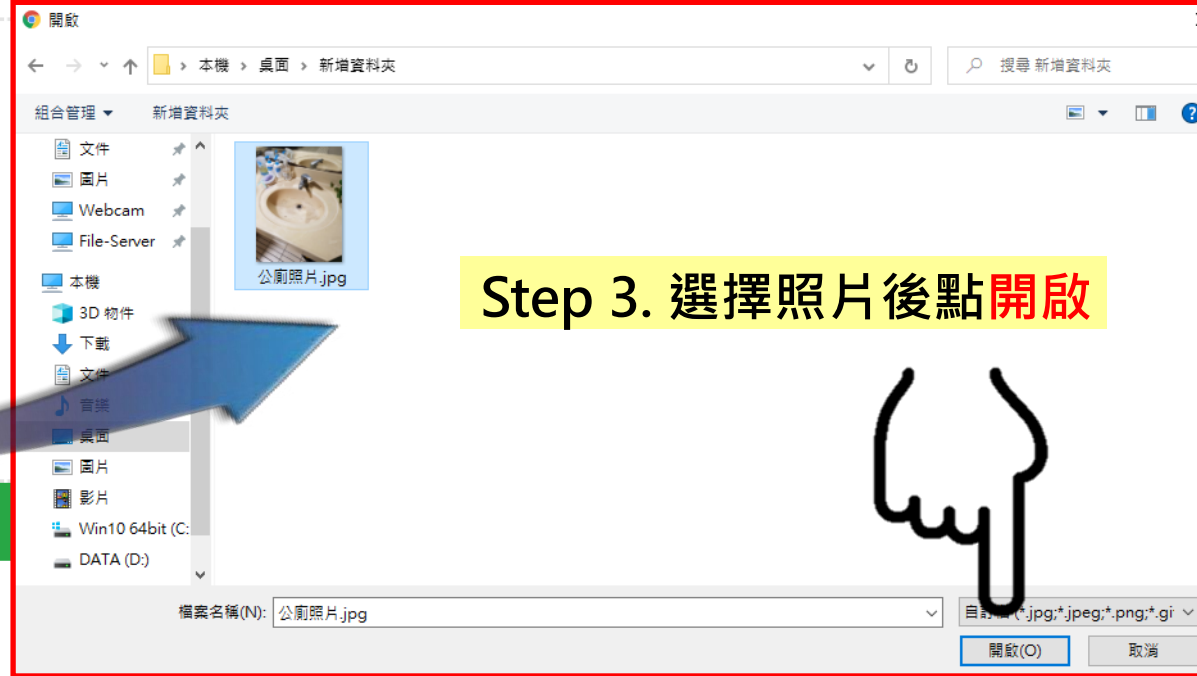 開啟
本機 › 桌面 › 新增資料夾
搜尋 新增資料夾
組合管理 新增資料夾
文件
圖片
Webcam
File-Server
本機
3D 物件
下載
文件
音樂
桌面
圖片
影片
Win10 64bit (C:
DATA (D:)
公廁照片.jpg
Step 3. 選擇照片後點開啟
檔案名稱(N): 公廁照片.jpg
(*.jpg;*.jpeg;*.png;*.gi
開啟(O) 取消